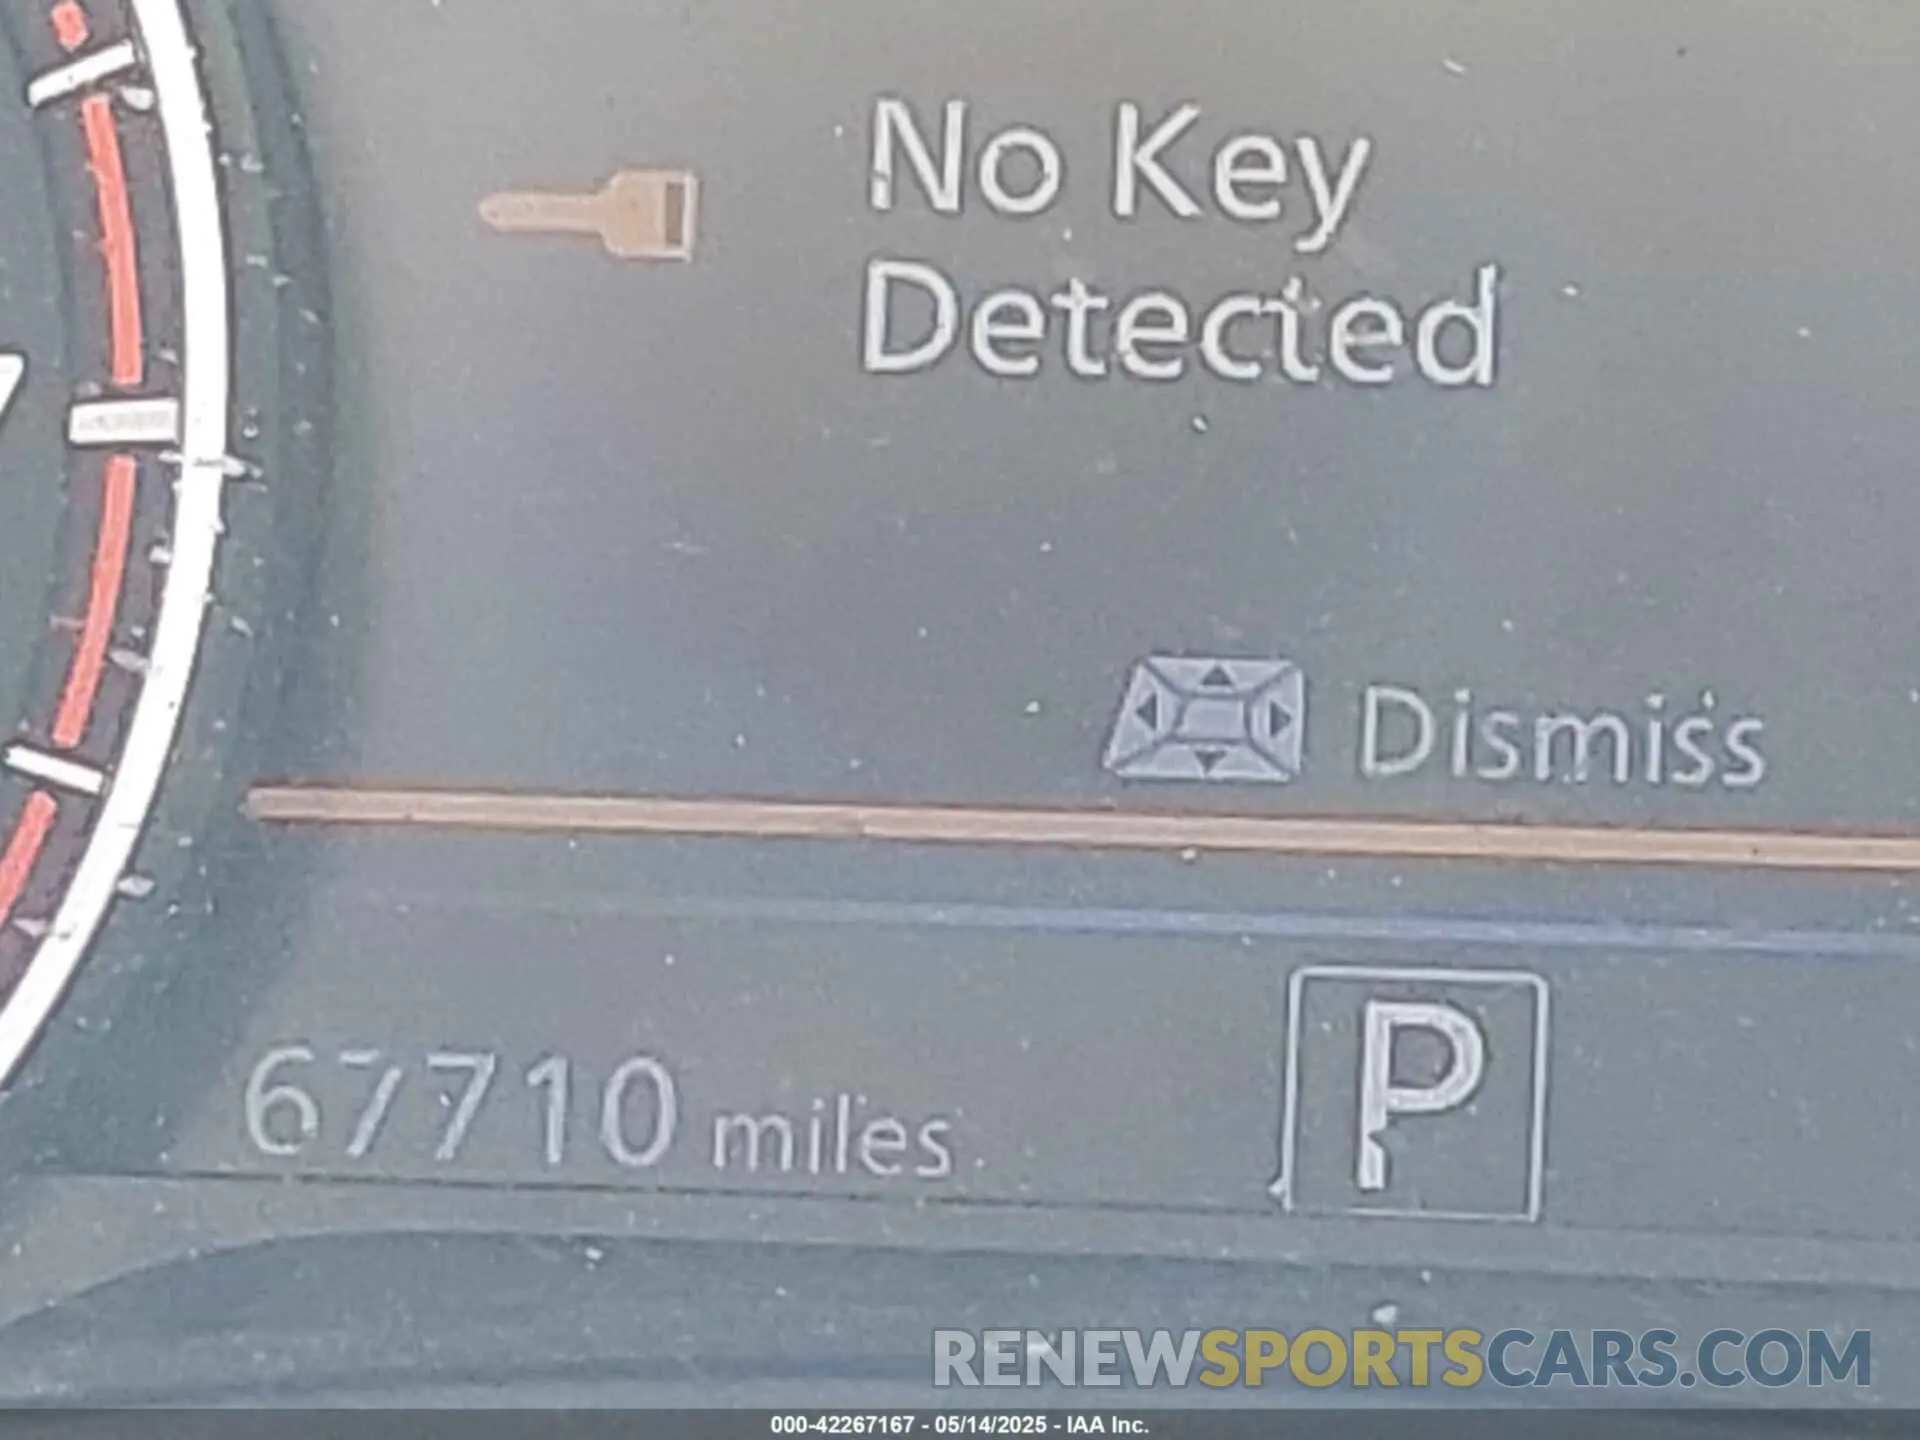 No Key
Detected
Dismiss
67710 miles
P
RENEWSPORTSCARS.COM
000-42267167 - 05/14/2025 - IAA Inc.